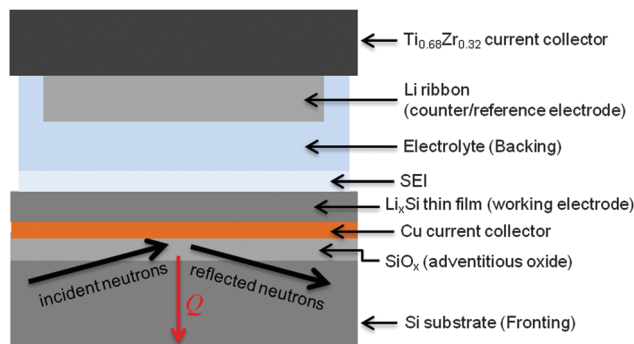 Ti0.68Zr0.32 current collector
Li ribbon
(counter/reference electrode)
Electrolyte (Backing)
SEI
LixSi thin film (working electrode)
Cu current collector
SiOx (adventitious oxide)
incident neutrons
reflected neutrons
Q
Si substrate (Fronting)